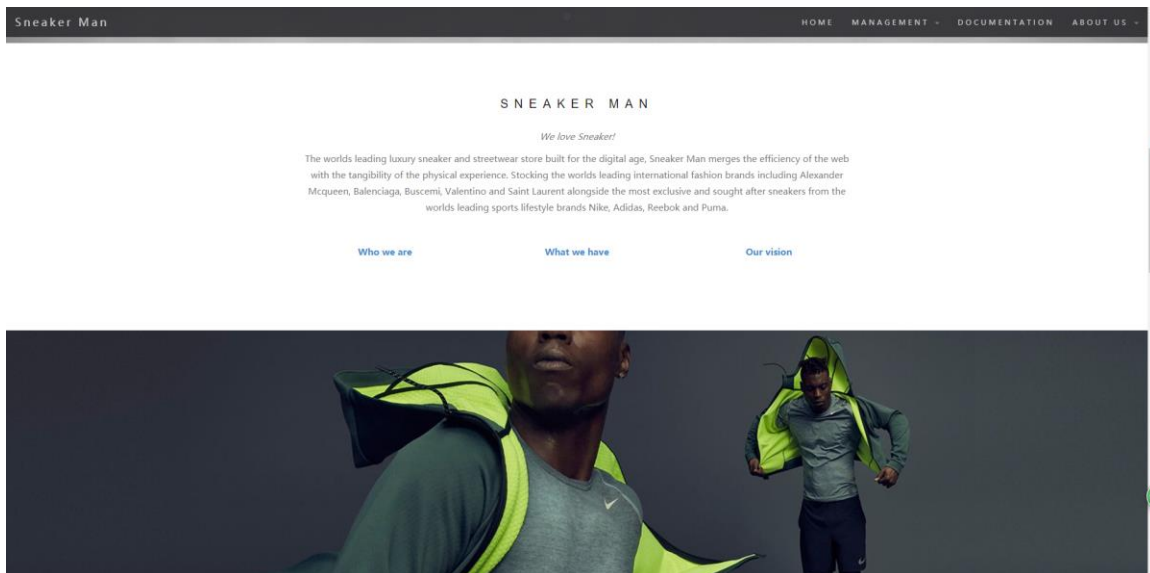 Sneaker Man
HOME MANAGEMENT DOCUMENTATION ABOUT US
SNEAKER MAN
We love Sneaker!
The worlds leading luxury sneaker and streetwear store built for the digital age, Sneaker Man merges the efficiency of the web
with the tangibility of the physical experience. Stocking the worlds leading international fashion brands including Alexander
Mcqueen, Balenciaga, Buscemi, Valentino and Saint Laurent alongside the most exclusive and sought after sneakers from the
worlds leading sports lifestyle brands Nike, Adidas, Reebok and Puma.
Who we are
What we have
Our vision